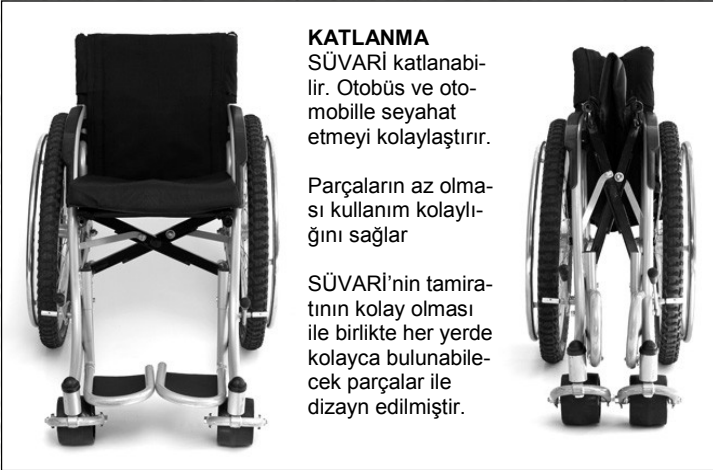 KATLANMA
SÜVARİ katlanabi-
lir. Otobüs ve oto-
mobille seyahat
etmeyi kolaylaştırır.
Parçaların az olma-
sı kullanım kolaylı-
ğını sağlar
SÜVARİ’nin tamira-
tının kolay olması
ile birlikte her yerde
kolayca bulunabile-
cek parçalar ile
dizayn edilmiştir.